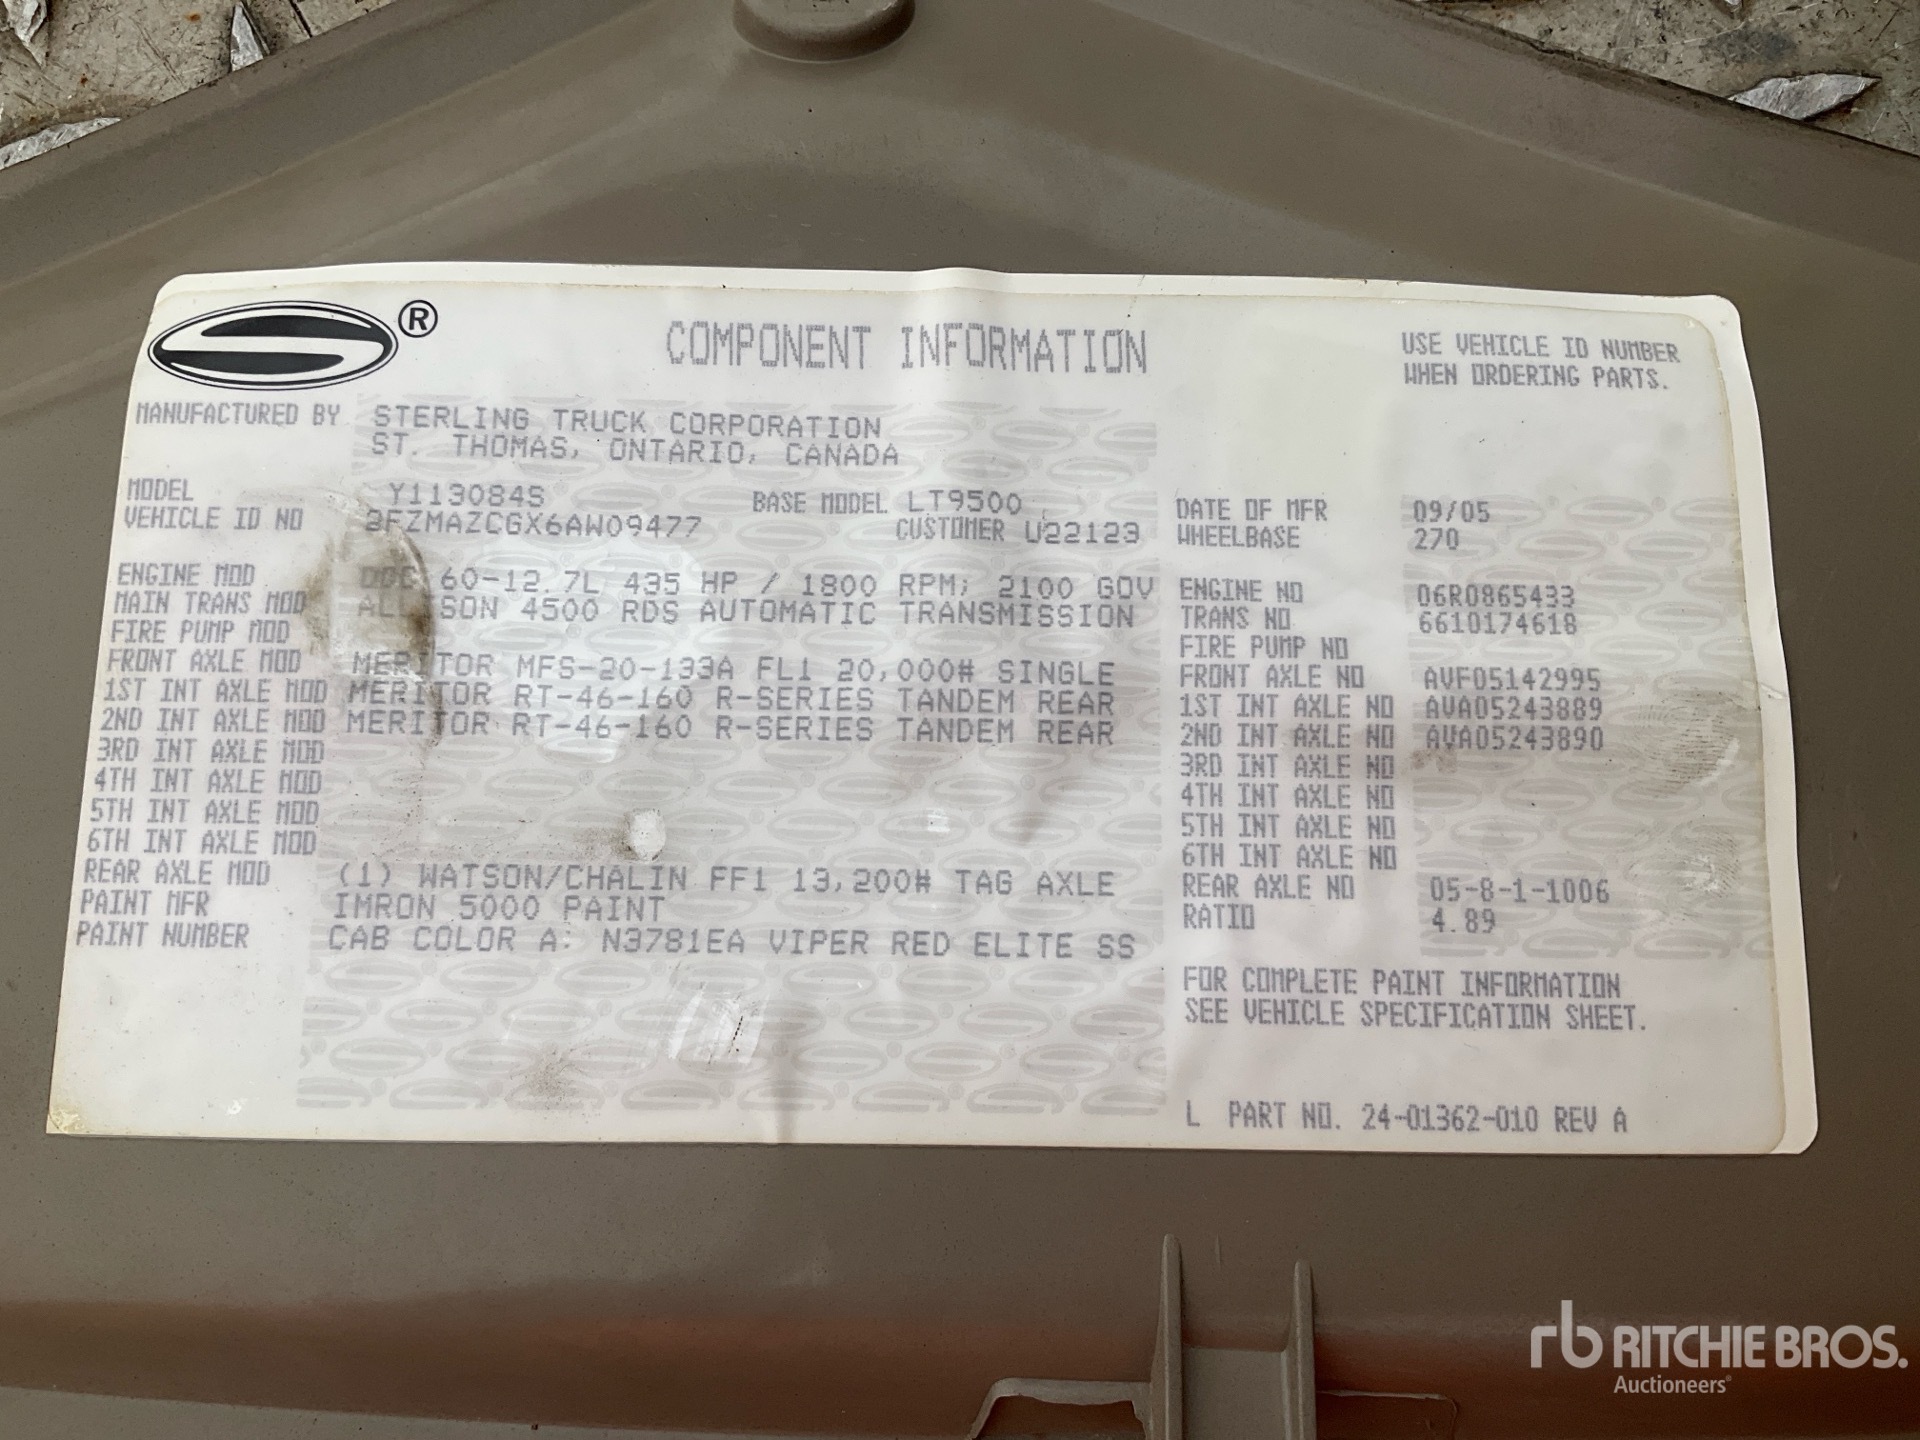 ®
COMPONENT INFORMATION
USE VEHICLE ID NUMBER
WHEN ORDERING PARTS.
MANUFACTURED BY STERLING TRUCK CORPORATION
ST. THOMAS, ONTARIO, CANADA
MODEL Y113084S BASE MODEL LT9500
VEHICLE ID NO 2FZMAZCGX6AW09477 CUSTOMER U22123
DATE OF MFR 09/05
WHEELBASE 270
ENGINE MOD DDC 60-12.7L 435 HP / 1800 RPM; 2100 GOV
MAIN TRANS MOD ALLISON 4500 RDS AUTOMATIC TRANSMISSION
FIRE PUMP MOD
FRONT AXLE MOD MERITOR MFS-20-133A FL1 20,000# SINGLE
1ST INT AXLE MOD MERITOR RT-46-160 R-SERIES TANDEM REAR
2ND INT AXLE MOD MERITOR RT-46-160 R-SERIES TANDEM REAR
3RD INT AXLE MOD
4TH INT AXLE MOD
5TH INT AXLE MOD
6TH INT AXLE MOD
REAR AXLE MOD (1) WATSON/CHALIN FF1 13,200# TAG AXLE
PAINT MFR IMRON 5000 PAINT
PAINT NUMBER CAB COLOR A: N3781EA VIPER RED ELITE SS
ENGINE NO 06R0865433
TRANS NO 6610174618
FIRE PUMP NO
FRONT AXLE NO AVF05142995
1ST INT AXLE NO AVA05243889
2ND INT AXLE NO AVA05243890
3RD INT AXLE NO
4TH INT AXLE NO
5TH INT AXLE NO
6TH INT AXLE NO
REAR AXLE NO 05-8-1-1006
RATIO 4.89
FOR COMPLETE PAINT INFORMATION
SEE VEHICLE SPECIFICATION SHEET.
L PART NO. 24-01362-010 REV A
rb RITCHIE BROS.
Auctioneers®